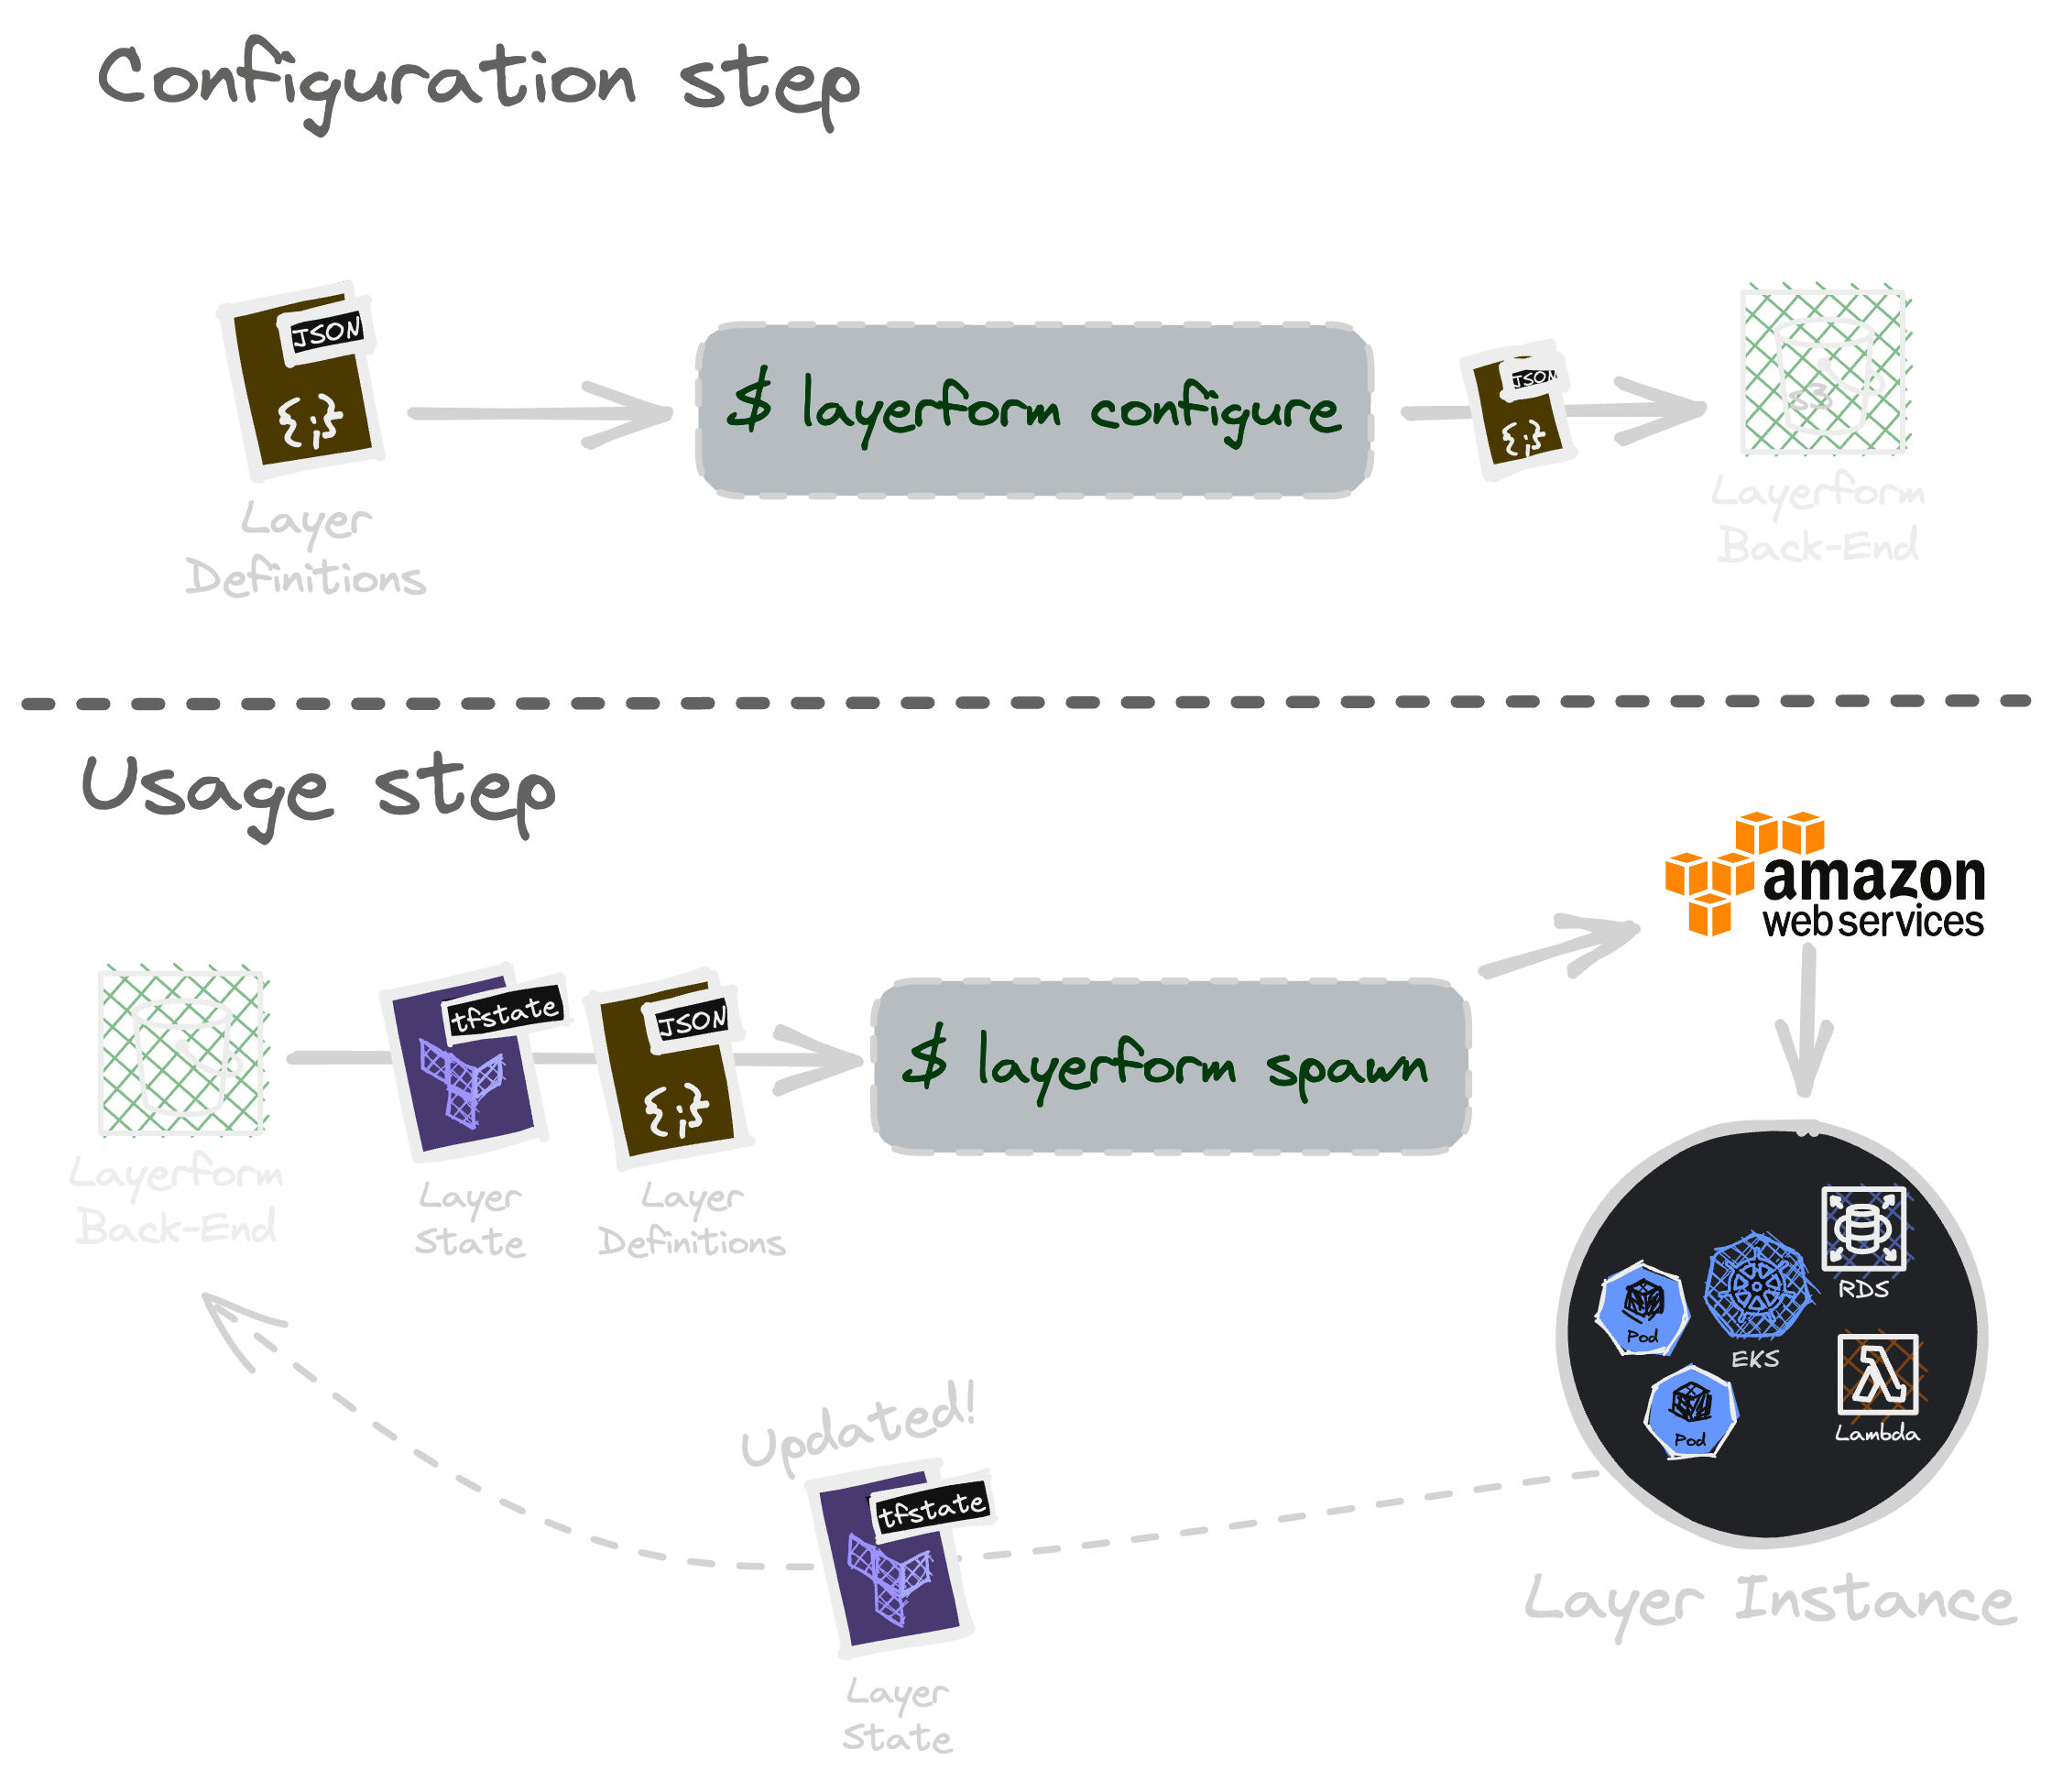 Configuration step
JSON
{;}
Layer
Definitions
$ layerform configure
JSON
{;}
S3
Layerform
Back-End
Usage step
amazon
web services
Layerform
Back-End
tfstate
Layer
State
JSON
{;}
Layer
Definitions
$ layerform spawn
RDS
Pod
EKS
Pod
Lambda
Layer Instance
Updated!
tfstate
Layer
State